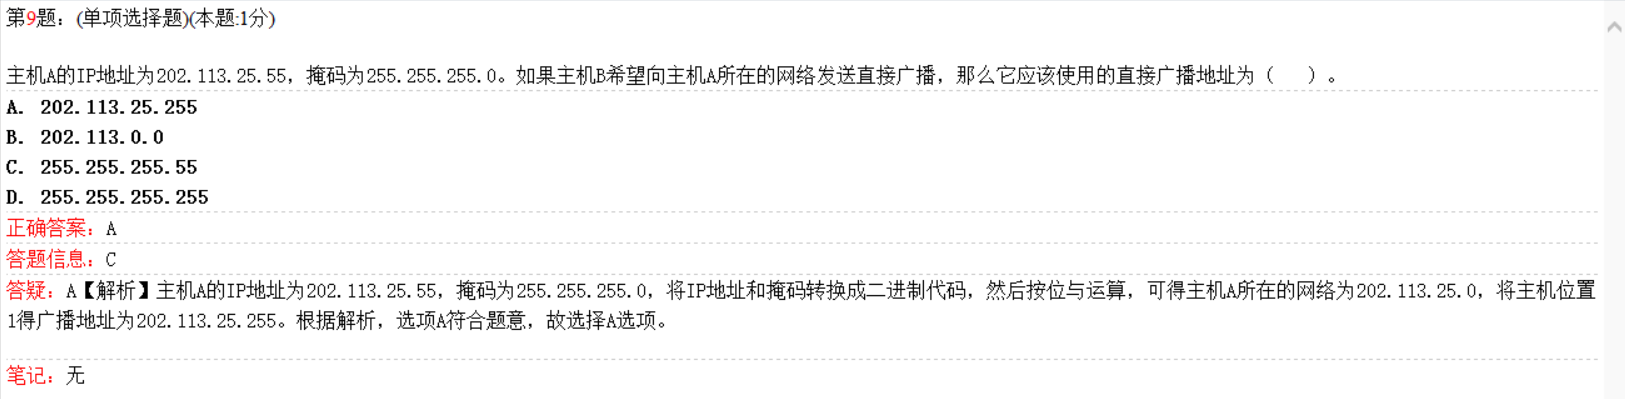 第9题：(单项选择题)(本题:1分)
主机A的IP地址为202.113.25.55，掩码为255.255.255.0。如果主机B希望向主机A所在的网络发送直接广播，那么它应该使用的直接广播地址为（ ）。
A. 202.113.25.255
B. 202.113.0.0
C. 255.255.255.55
D. 255.255.255.255
正确答案：A
答题信息：C
答疑：A【解析】主机A的IP地址为202.113.25.55，掩码为255.255.255.0，将IP地址和掩码转换成二进制代码，然后按位与运算，可得主机A所在的网络为202.113.25.0，将主机位置
1得广播地址为202.113.25.255。根据解析，选项A符合题意，故选择A选项。
笔记：无